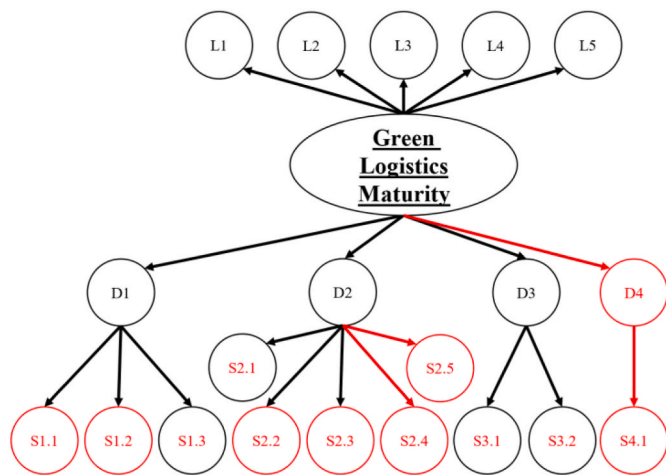 L1 L2 L3 L4 L5
Green
Logistics
Maturity
D1 D2 D3 D4
S2.1 S2.5
S1.1 S1.2 S1.3 S2.2 S2.3 S2.4 S3.1 S3.2 S4.1